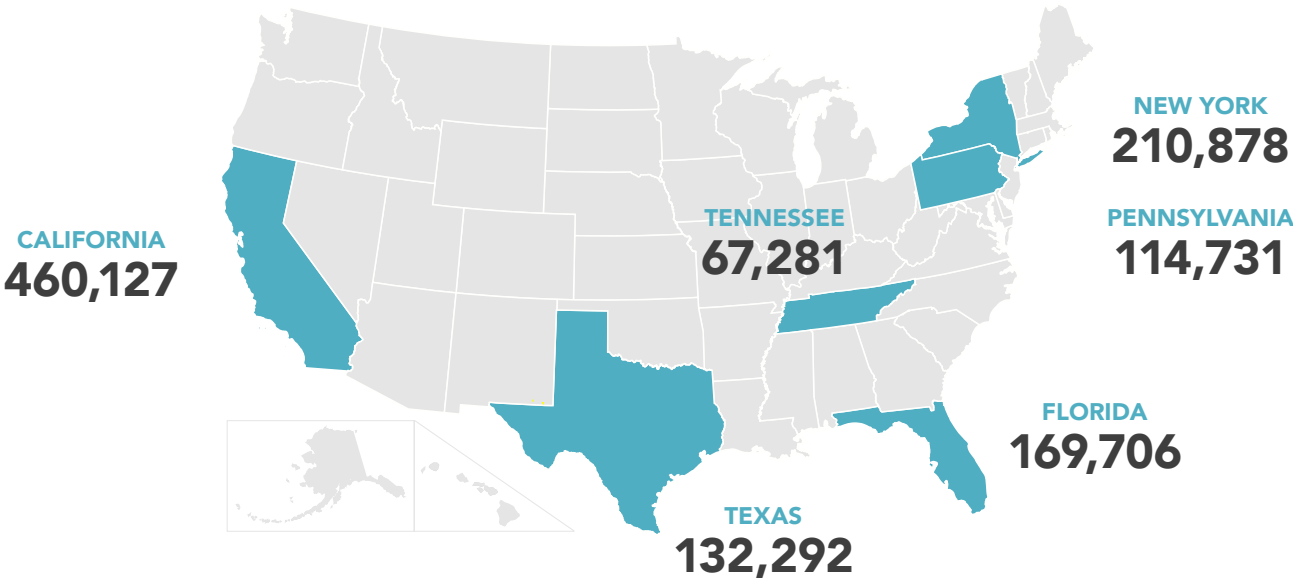 NEW YORK
210,878
TENNESSEE
67,281
PENNSYLVANIA
114,731
CALIFORNIA
460,127
FLORIDA
169,706
TEXAS
132,292